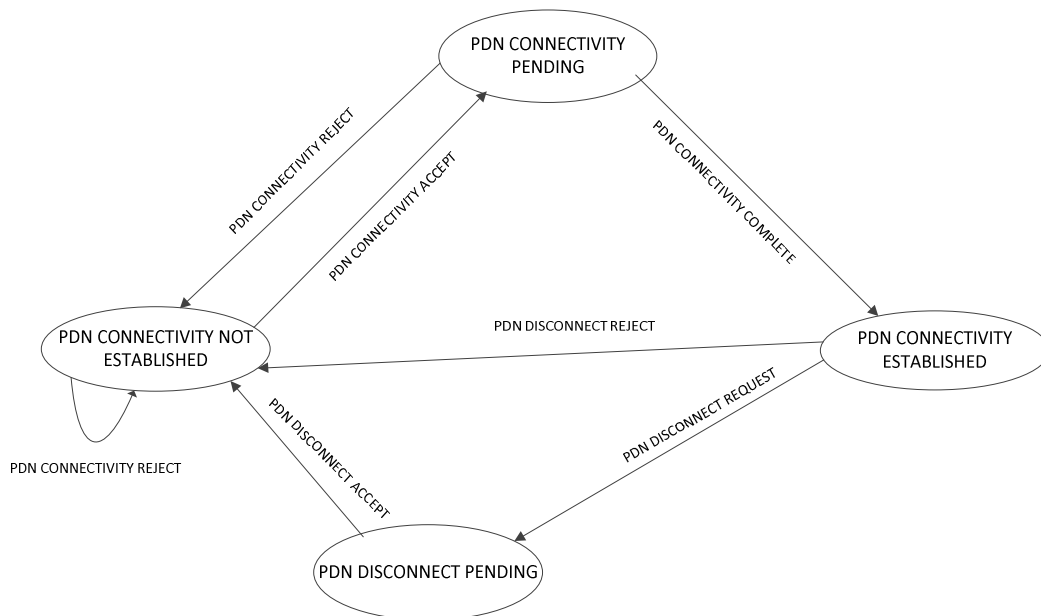 PDN CONNECTIVITY
PENDING
PDN CONNECTIVITY REJECT
PDN CONNECTIVITY ACCEPT
PDN CONNECTIVITY COMPLETE
PDN CONNECTIVITY NOT
ESTABLISHED
PDN DISCONNECT REJECT
PDN CONNECTIVITY
ESTABLISHED
PDN DISCONNECT REQUEST
PDN DISCONNECT ACCEPT
PDN CONNECTIVITY REJECT
PDN DISCONNECT PENDING